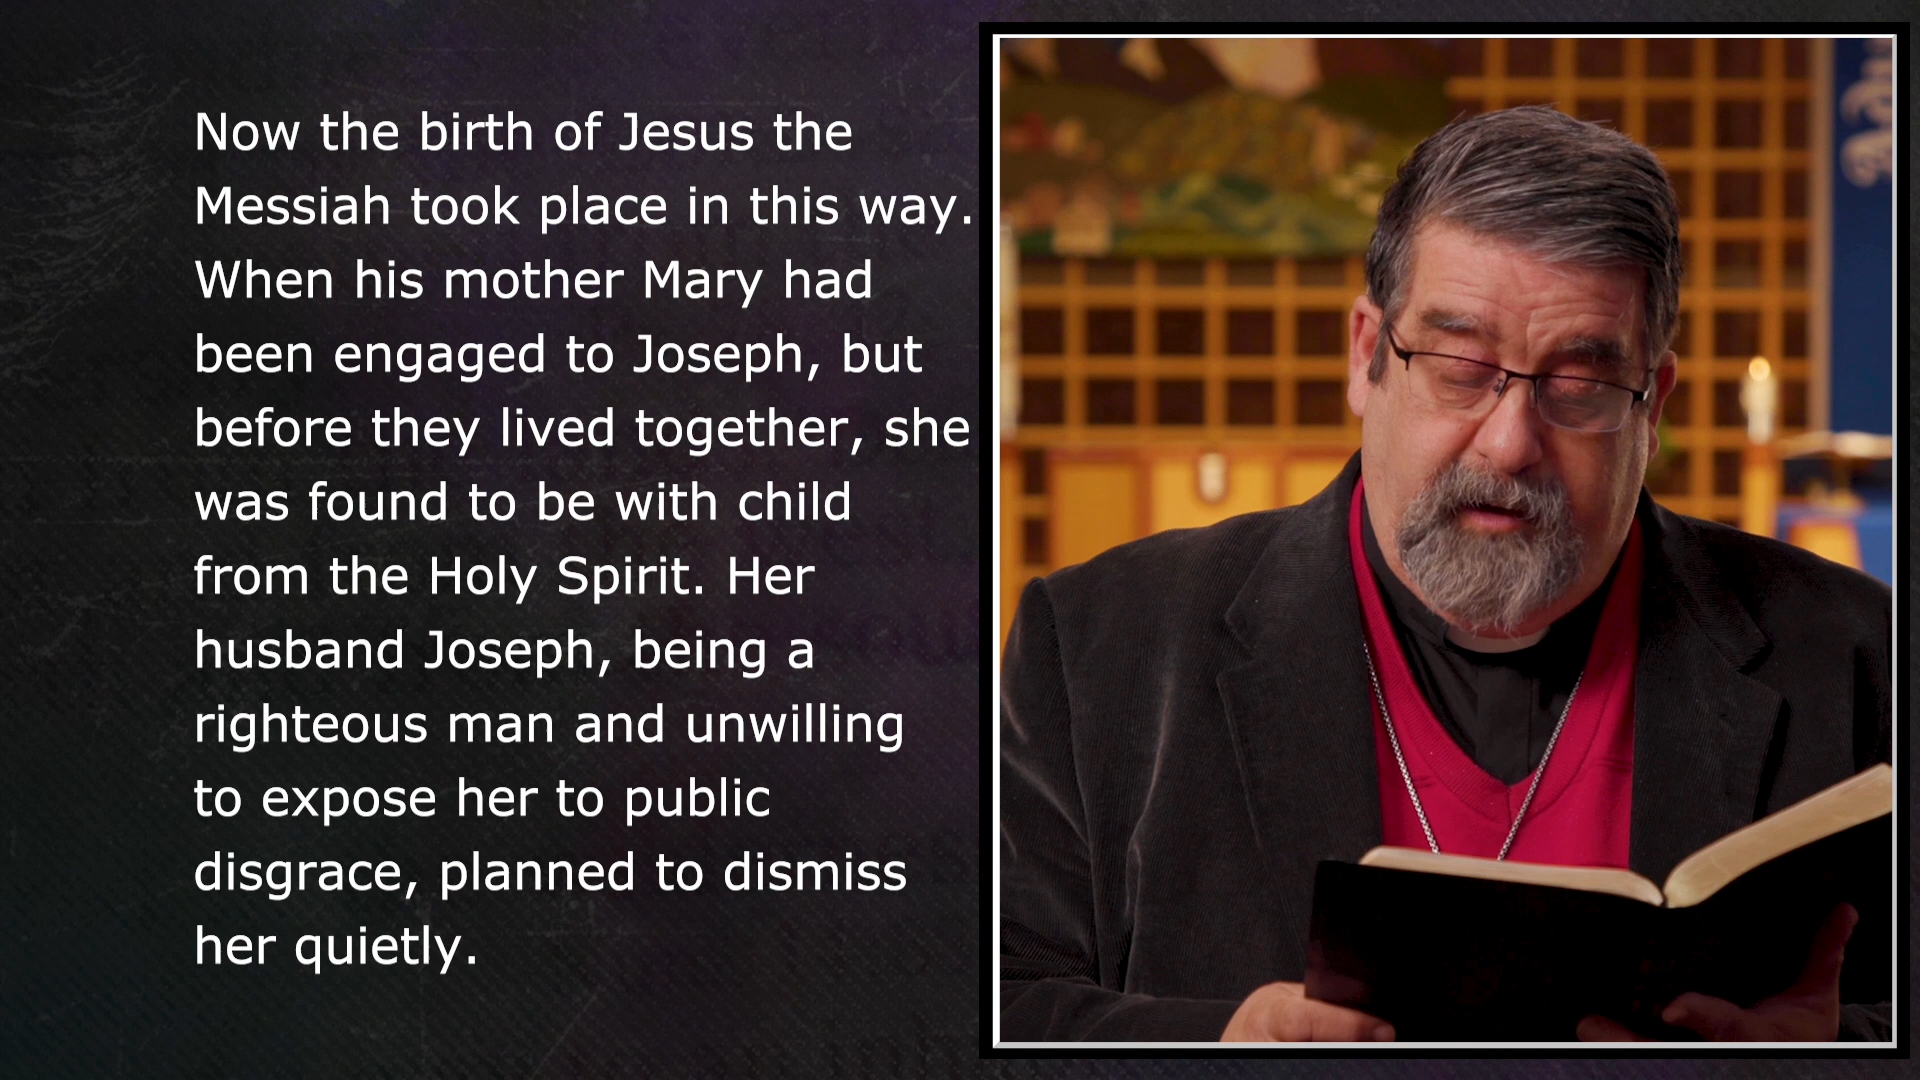 Now the birth of Jesus the
Messiah took place in this way.
When his mother Mary had
been engaged to Joseph, but
before they lived together, she
was found to be with child
from the Holy Spirit. Her
husband Joseph, being a
righteous man and unwilling
to expose her to public
disgrace, planned to dismiss
her quietly.